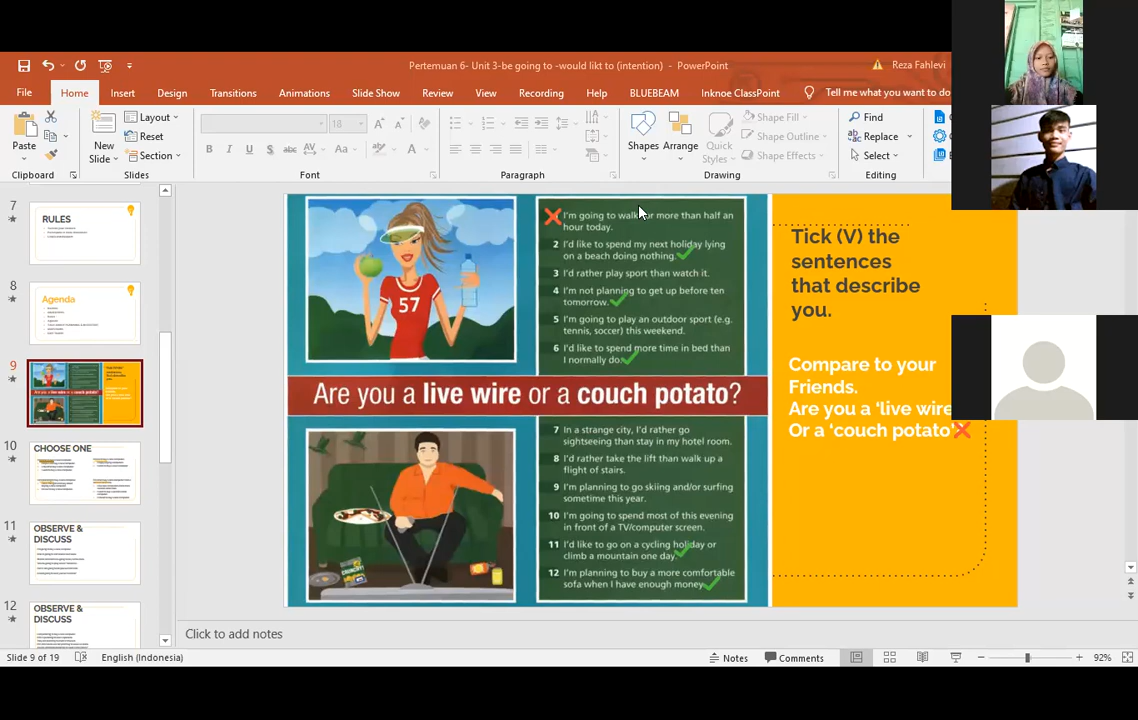 Pertemuan 6- Unit 3-be going to -would likt to (intention) - PowerPoint
Reza Fahlevi
File Home Insert Design Transitions Animations Slide Show Review View Recording Help BLUEBEAM Inknoe ClassPoint Tell me what you want to do
Paste
Clipboard
New
Slide
Layout
Reset
Section
Slides
18
B I U S abc AV Aa A
Font
Paragraph
Shapes
Arrange
Quick
Styles
Shape Fill
Shape Outline
Shape Effects
Drawing
Find
Replace
Select
Editing
7
RULES
8
Agenda
9
Are you a live wire or a couch potato?
10
CHOOSE ONE
11
OBSERVE &
DISCUSS
12
OBSERVE &
DISCUSS
57
I'm going to walk for more than half an
hour today.
2 I'd like to spend my next holiday lying
on a beach doing nothing.
3 I'd rather play sport than watch it.
4 I'm not planning to get up before ten
tomorrow.
5 I'm going to play an outdoor sport (e.g.
tennis, soccer) this weekend.
6 I'd like to spend more time in bed than
I normally do.
Are you a live wire or a couch potato?
7 In a strange city, I'd rather go
sightseeing than stay in my hotel room.
8 I'd rather take the lift than walk up a
flight of stairs.
9 I'm planning to go skiing and/or surfing
sometime this year.
10 I'm going to spend most of this evening
in front of a TV/computer screen.
11 I'd like to go on a cycling holiday or
climb a mountain one day.
12 I'm planning to buy a more comfortable
sofa when I have enough money.
Tick (V) the
sentences
that describe
you.
Compare to your
Friends.
Are you a 'live wire
Or a 'couch potato'
Click to add notes
Slide 9 of 19 English (Indonesia) Notes Comments 92%